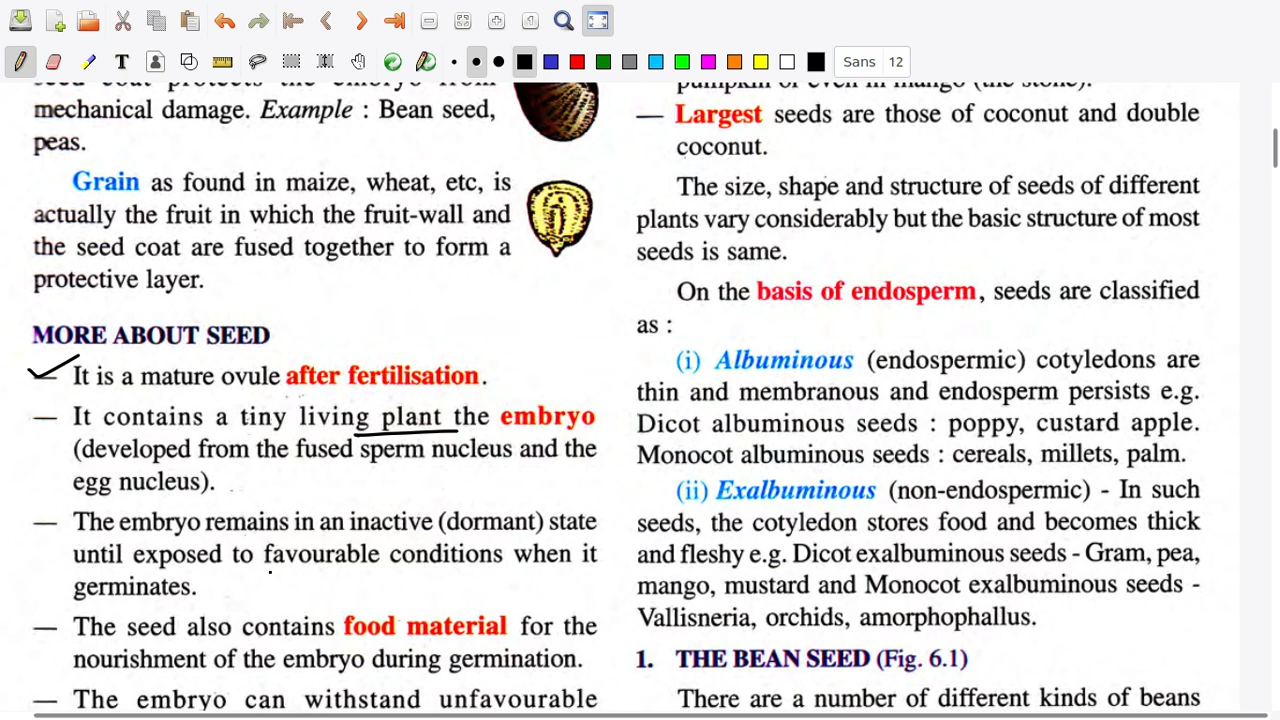 Sans 12
mechanical damage. Example : Bean seed,
peas.
Grain as found in maize, wheat, etc, is
actually the fruit in which the fruit-wall and
the seed coat are fused together to form a
protective layer.
MORE ABOUT SEED
— It is a mature ovule after fertilisation.
— It contains a tiny living plant the embryo
(developed from the fused sperm nucleus and the
egg nucleus).
— The embryo remains in an inactive (dormant) state
until exposed to favourable conditions when it
germinates.
— The seed also contains food material for the
nourishment of the embryo during germination.
— The embryo can withstand unfavourable
— Largest seeds are those of coconut and double
coconut.
The size, shape and structure of seeds of different
plants vary considerably but the basic structure of most
seeds is same.
On the basis of endosperm, seeds are classified
as :
(i) Albuminous (endospermic) cotyledons are
thin and membranous and endosperm persists e.g.
Dicot albuminous seeds : poppy, custard apple.
Monocot albuminous seeds : cereals, millets, palm.
(ii) Exalbuminous (non-endospermic) - In such
seeds, the cotyledon stores food and becomes thick
and fleshy e.g. Dicot exalbuminous seeds - Gram, pea,
mango, mustard and Monocot exalbuminous seeds -
Vallisneria, orchids, amorphophallus.
1. THE BEAN SEED (Fig. 6.1)
There are a number of different kinds of beans